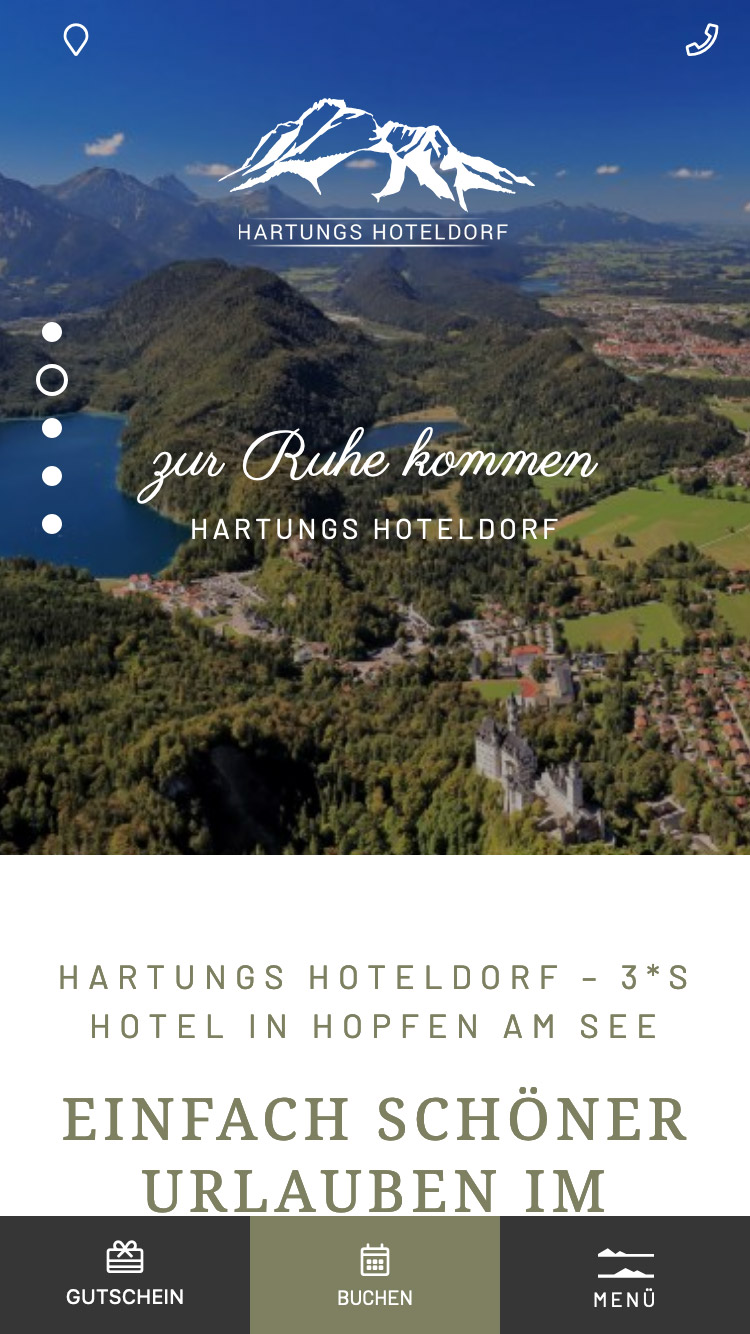 HARTUNGS HOTELDORF
zur Ruhe kommen
HARTUNGS HOTELDORF
HARTUNGS HOTELDORF – 3*S
HOTEL IN HOPFEN AM SEE
EINFACH SCHÖNER
URLAUBEN IM
GUTSCHEIN
BUCHEN
MENÜ